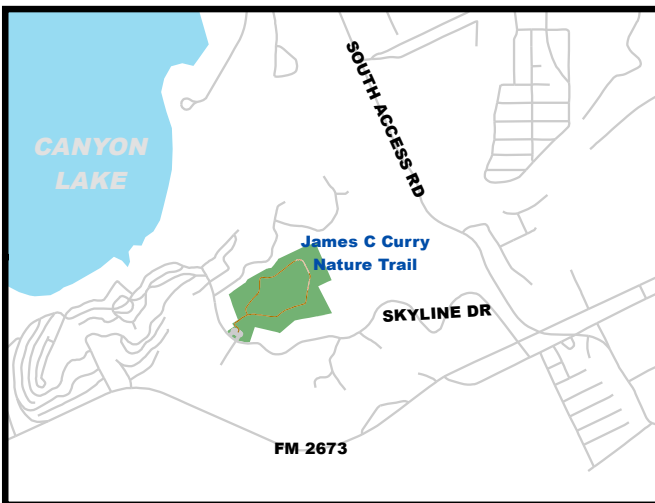 SOUTH ACCESS RD
CANYON
LAKE
James C Curry
Nature Trail
SKYLINE DR
FM 2673